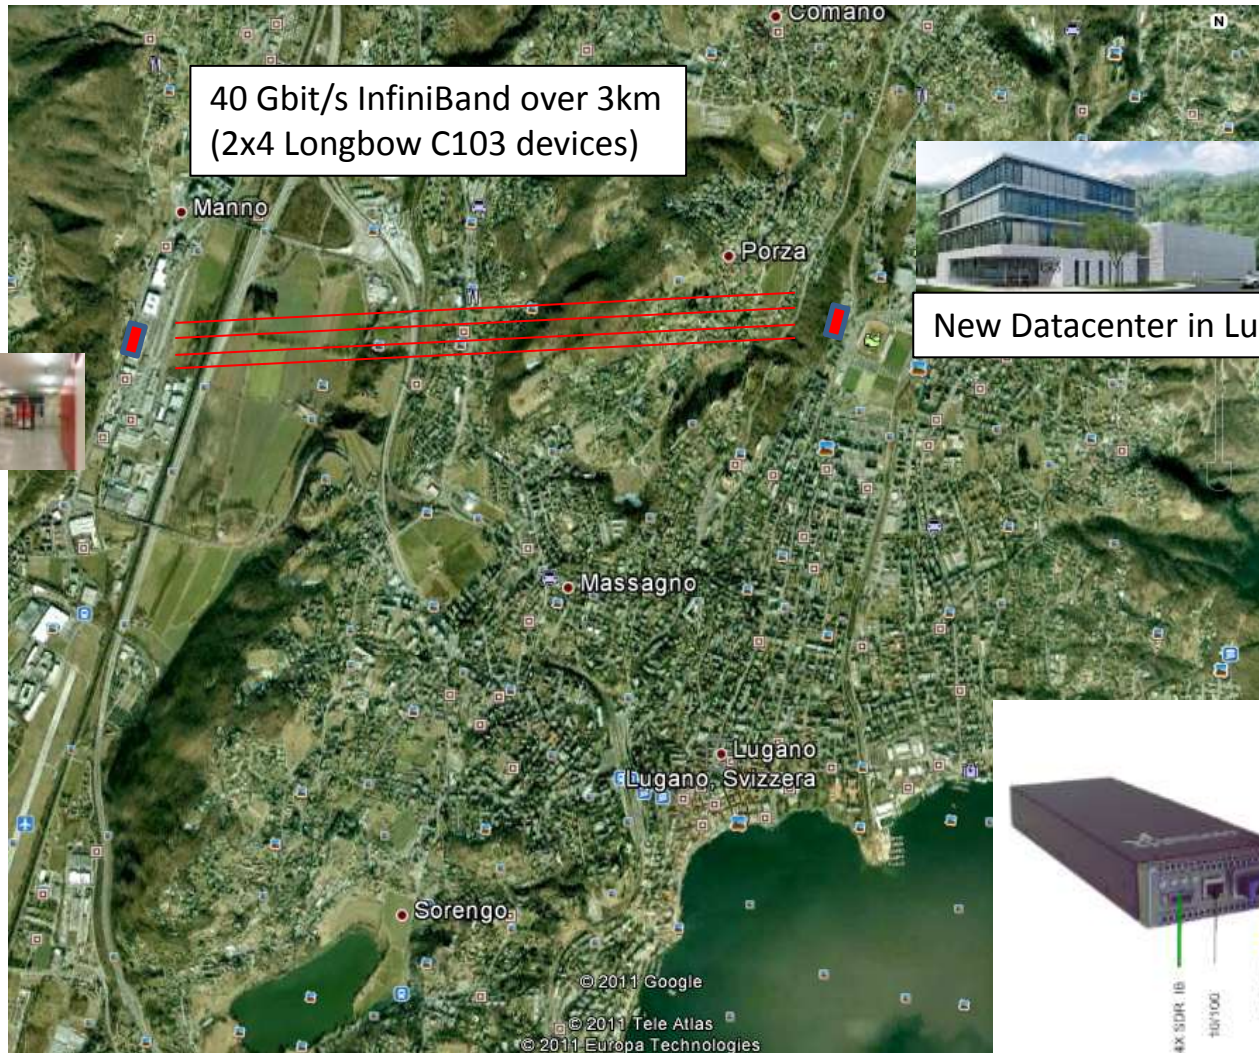 Comano
N
40 Gbit/s InfiniBand over 3km
(2x4 Longbow C103 devices)
Manno
Porza
New Datacenter in Lu
Massagno
Lugano
Lugano, Svizzera
Sorengo
© 2011 Google
© 2011 Tele Atlas
© 2011 Europa Technologies
4X SDR IB
10/100